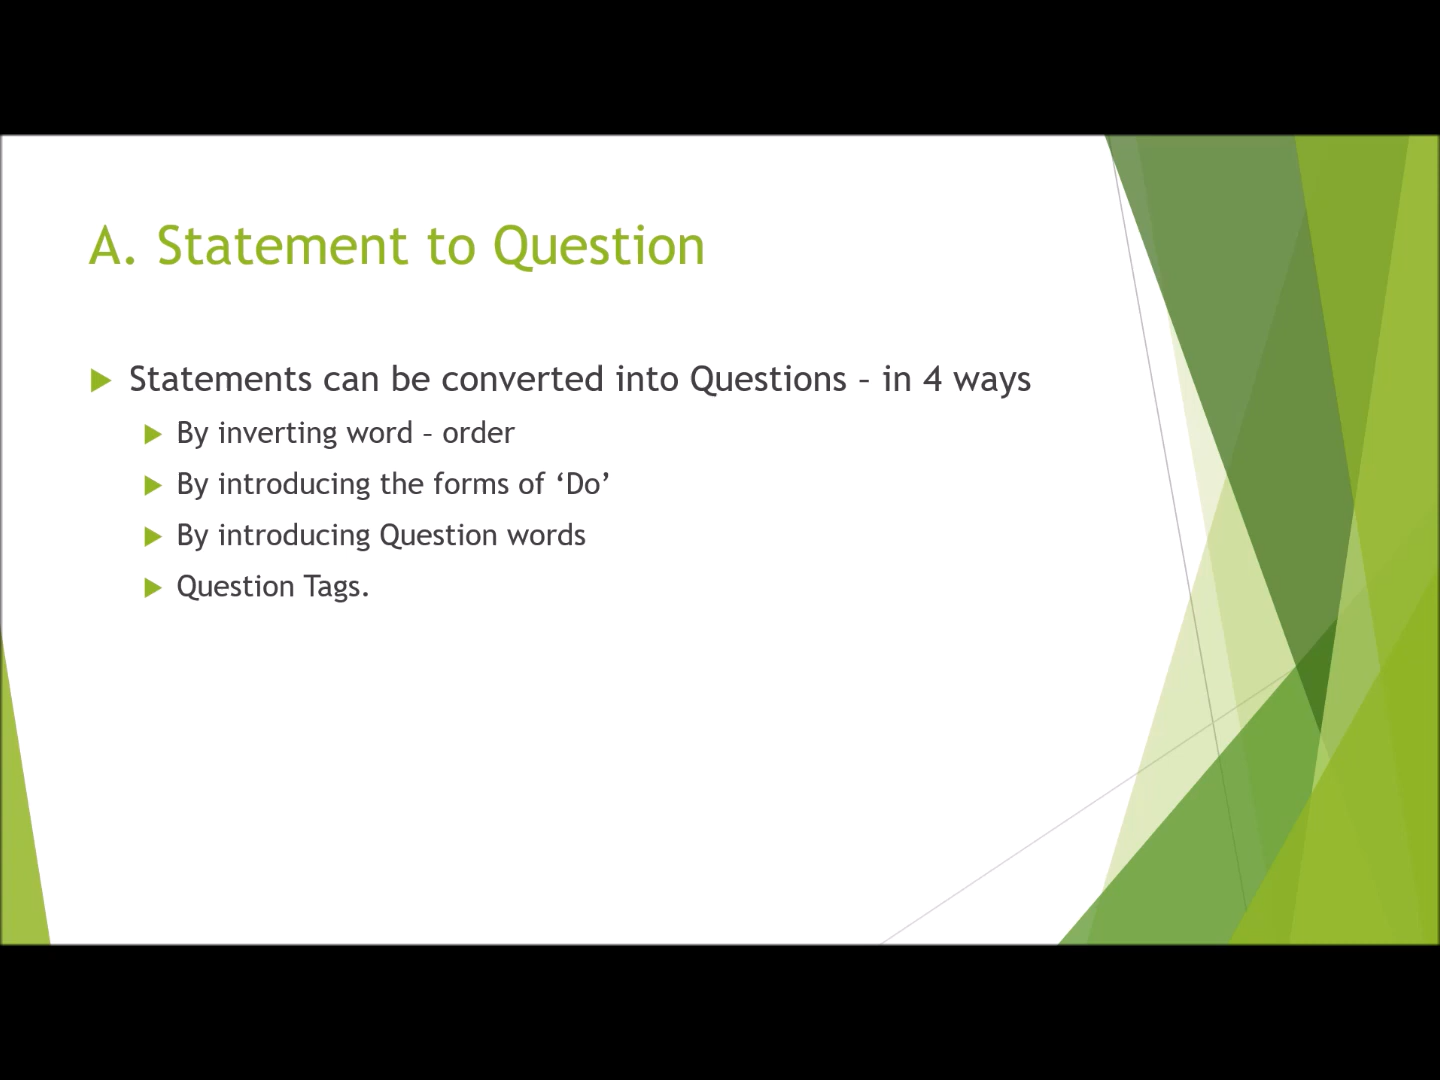 A. Statement to Question
Statements can be converted into Questions – in 4 ways
By inverting word – order
By introducing the forms of ‘Do’
By introducing Question words
Question Tags.